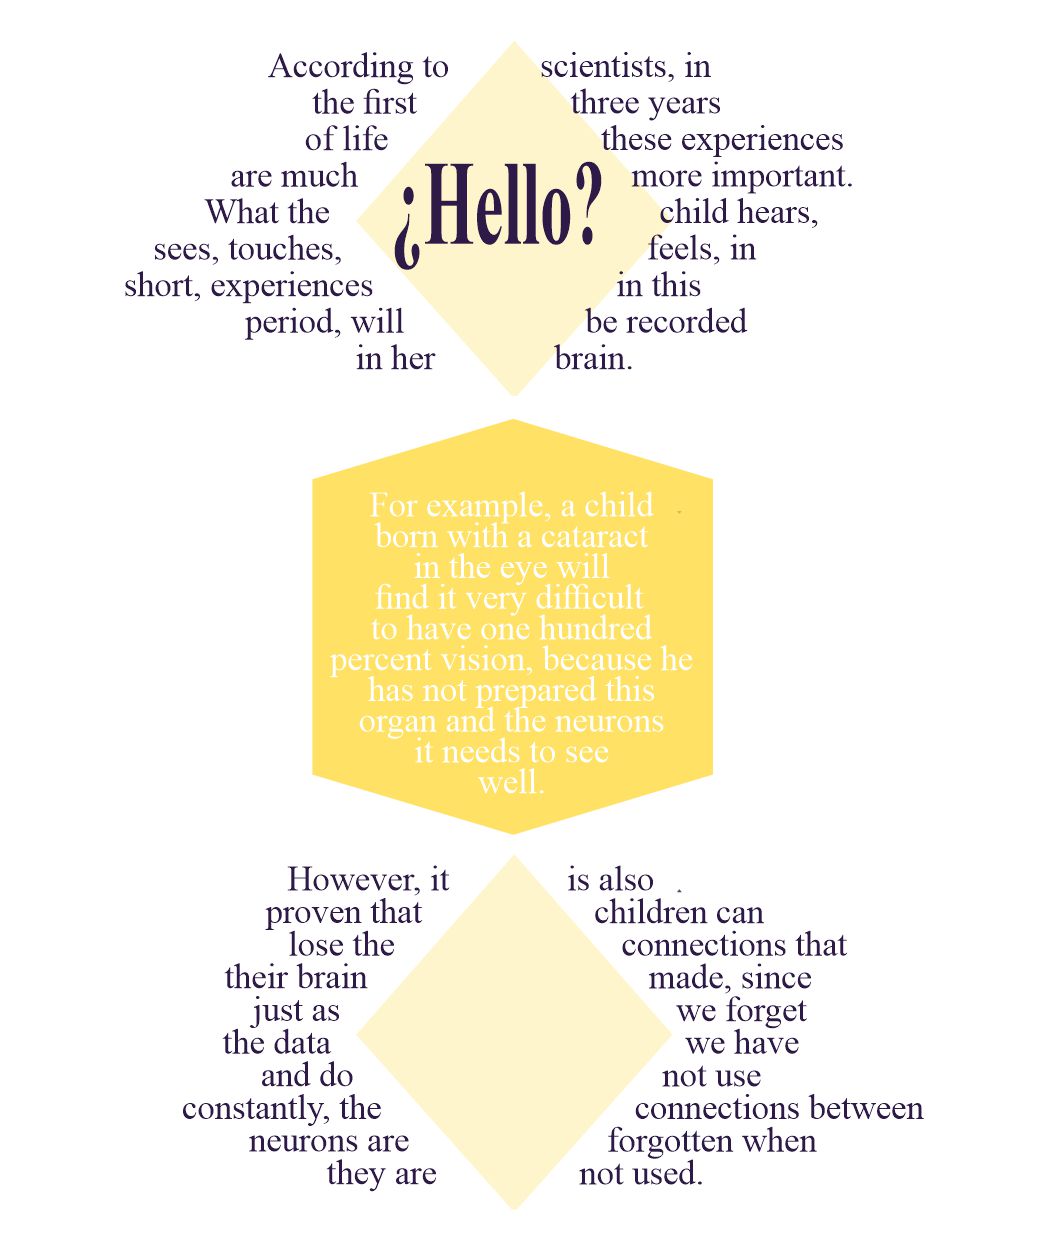 According to scientists, in
the first three years
of life these experiences
are much more important.
What the child hears,
sees, touches, feels, in
short, experiences in this
period, will be recorded
in her brain.
¿Hello?
For example, a child
born with a cataract
in the eye will
find it very difficult
to have one hundred
percent vision, because he
has not prepared this
organ and the neurons
it needs to see
well.
However, it is also
proven that children can
lose the connections that
their brain made, since
just as we forget
the data we have
and do not use
constantly, the connections between
neurons are forgotten when
they are not used.